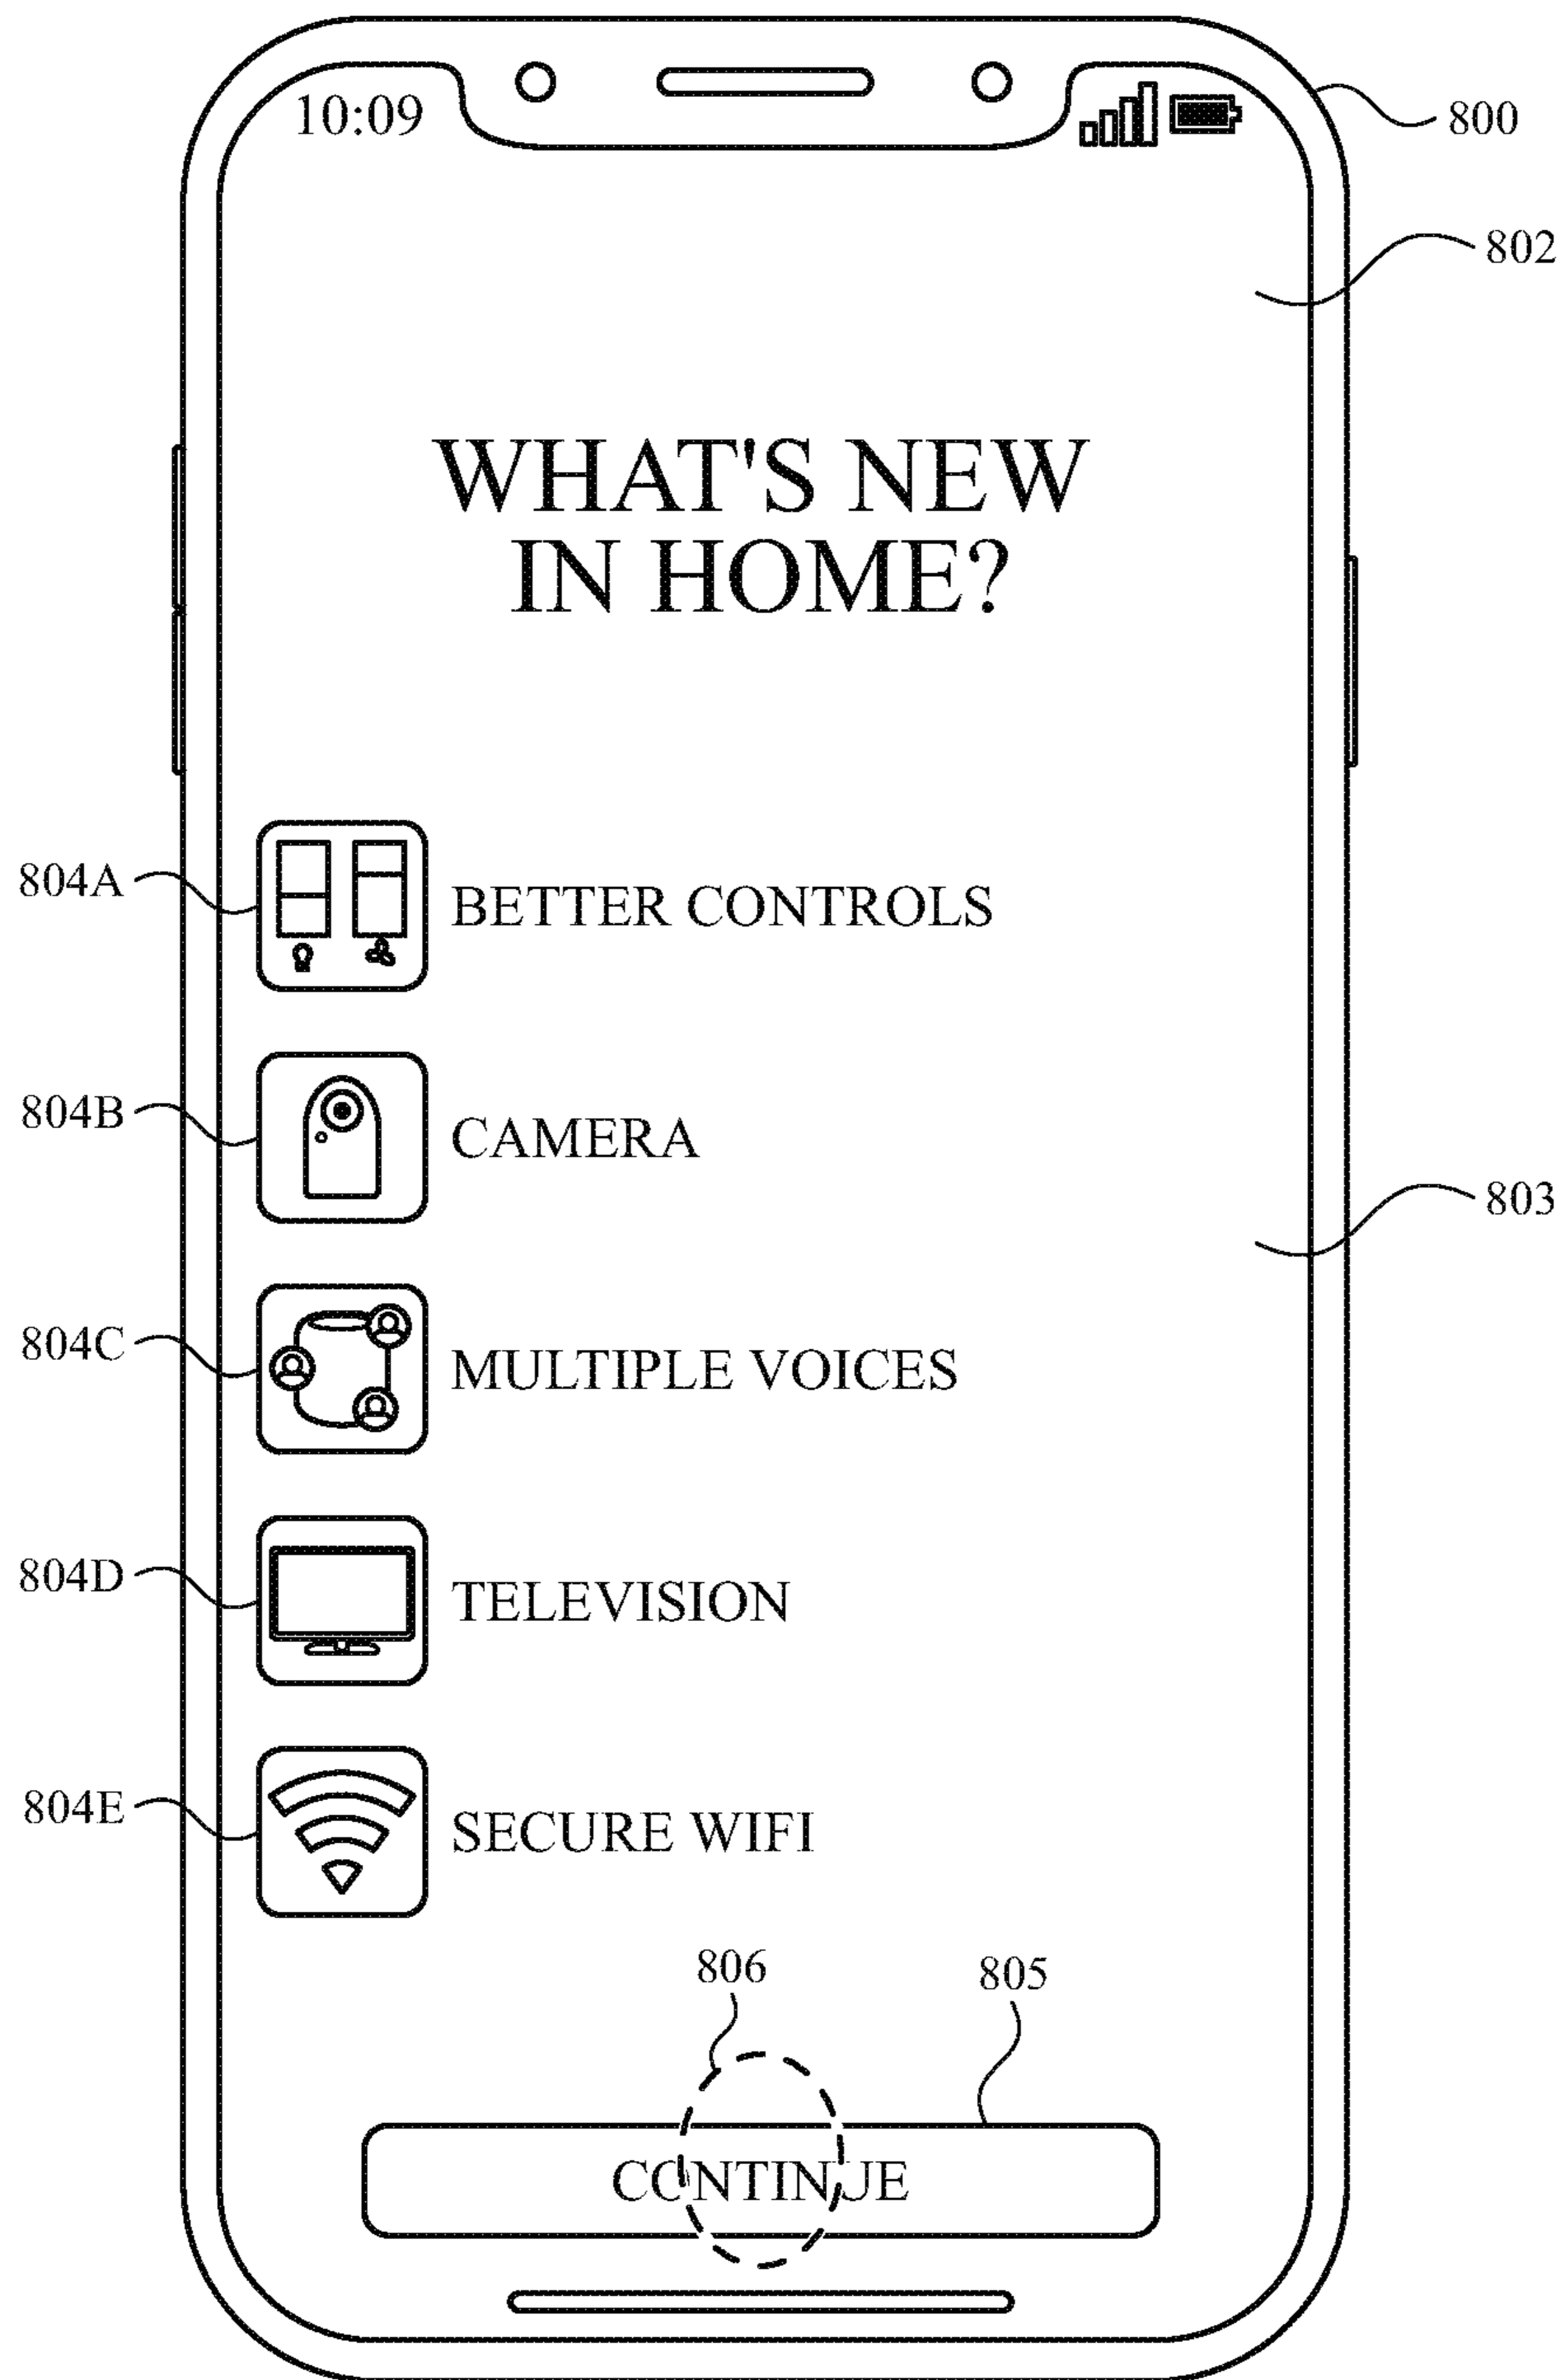 10:09
800
802
WHAT'S NEW
IN HOME?
804A
BETTER CONTROLS
804B
CAMERA
803
804C
MULTIPLE VOICES
804D
TELEVISION
804E
SECURE WIFI
806
805
CONTINUE